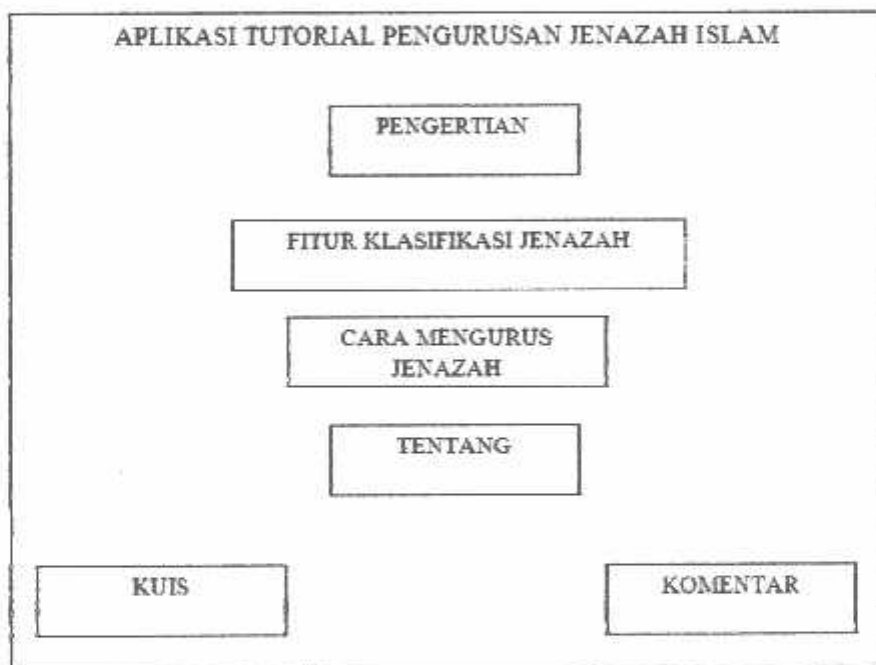 APLIKASI TUTORIAL PENGURUSAN JENAZAH ISLAM
PENGERTIAN
FITUR KLASIFIKASI JENAZAH
CARA MENGURUS
JENAZAH
TENTANG
KUIS
KOMENTAR